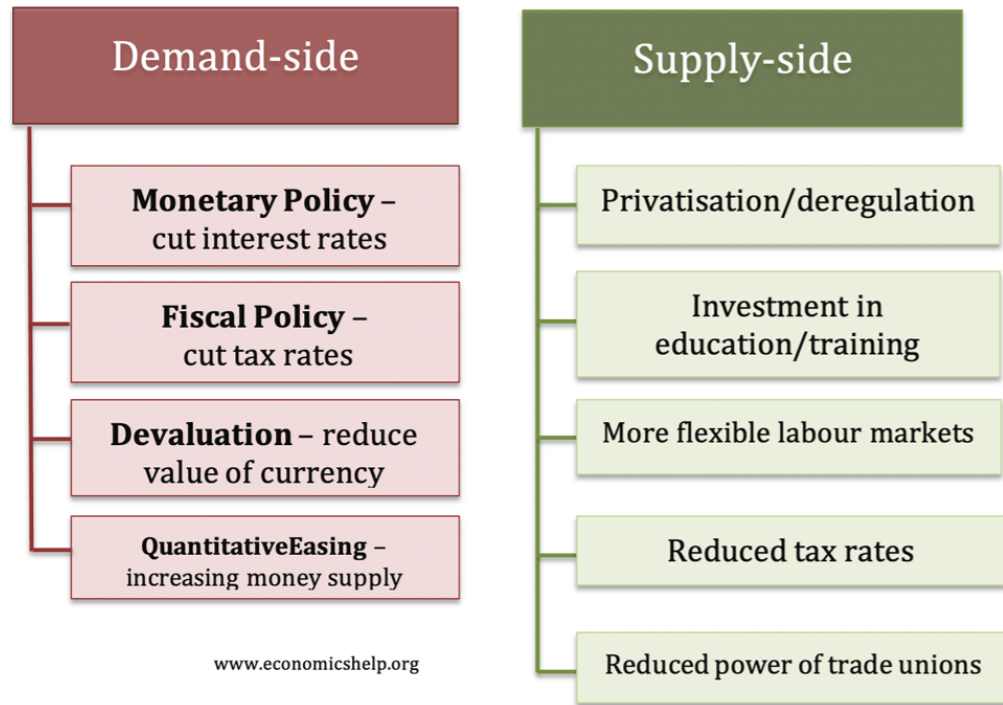 Demand-side
Monetary Policy –
cut interest rates
Fiscal Policy –
cut tax rates
Devaluation – reduce
value of currency
QuantitativeEasing –
increasing money supply
www.economicshelp.org
Supply-side
Privatisation/deregulation
Investment in
education/training
More flexible labour markets
Reduced tax rates
Reduced power of trade unions